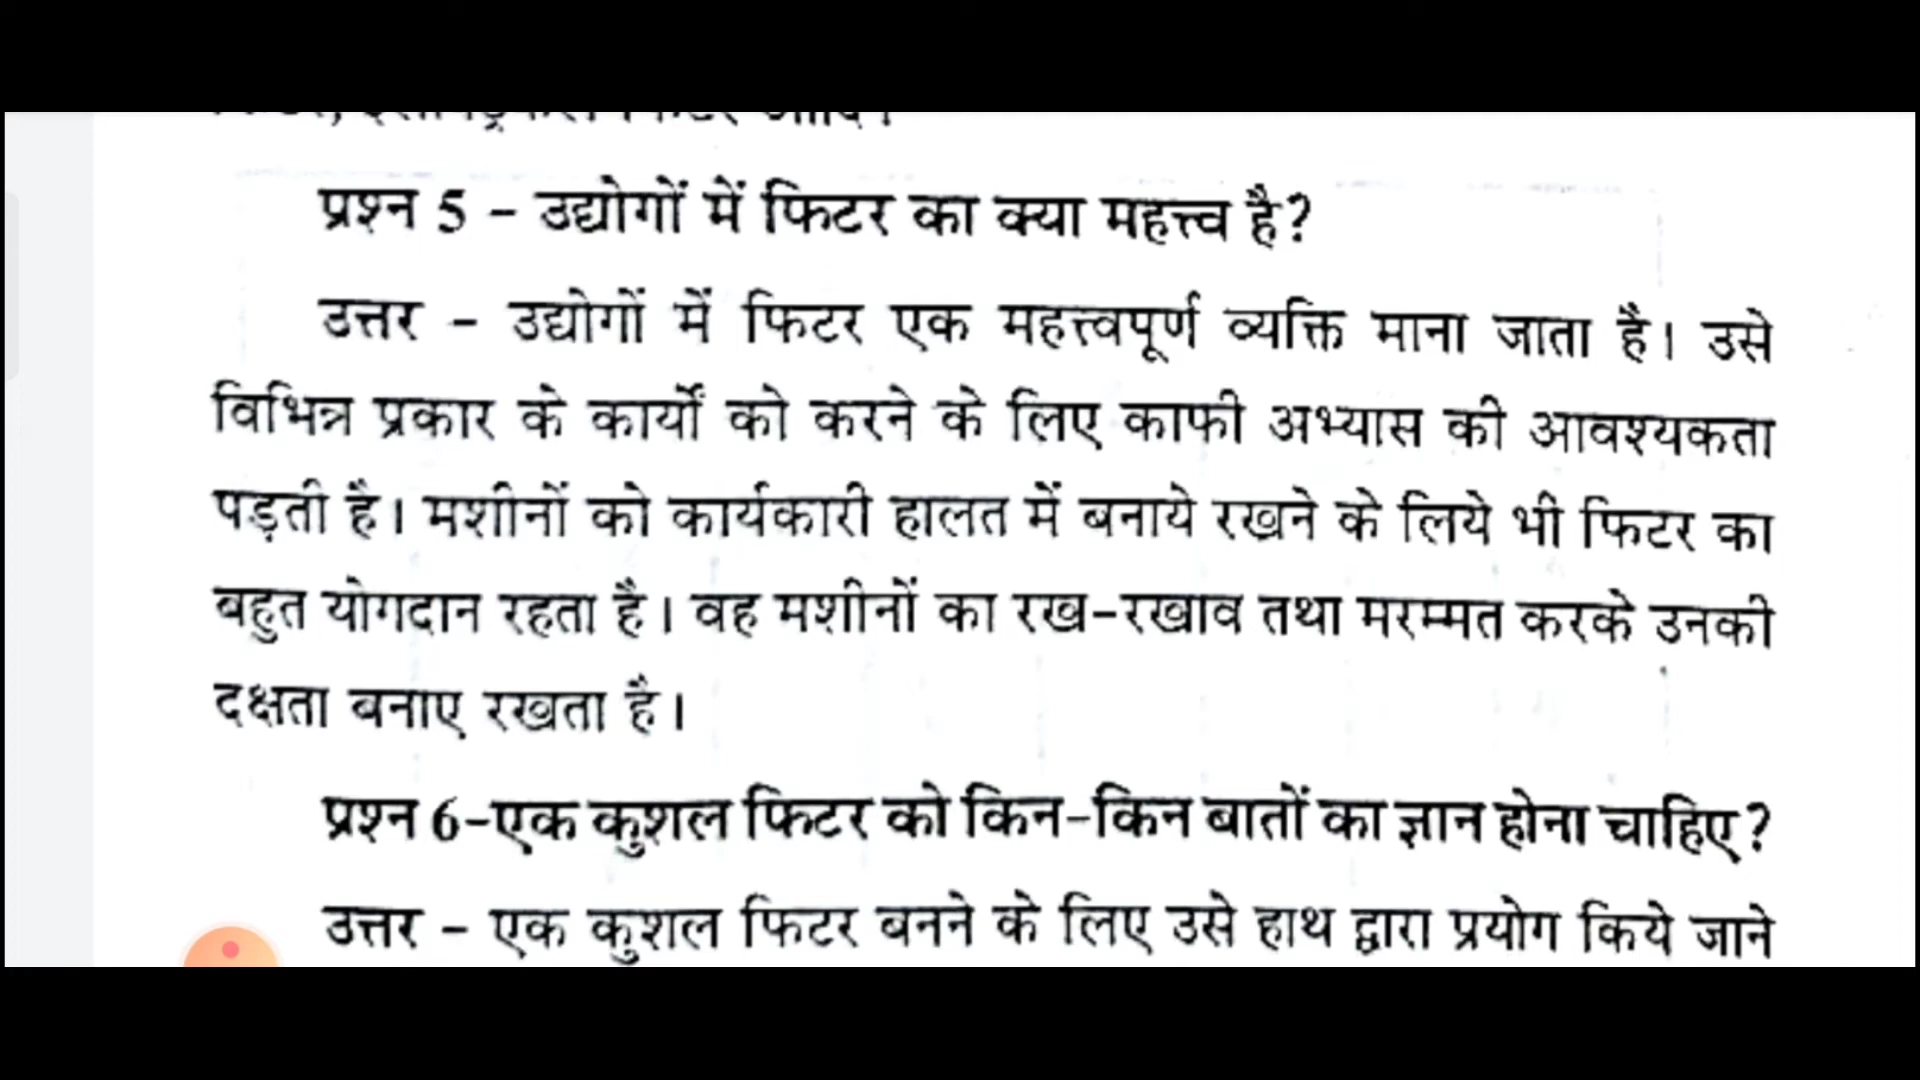 प्रश्न 5 - उद्योगों में फिटर का क्या महत्त्व है?
उत्तर - उद्योगों में फिटर एक महत्त्वपूर्ण व्यक्ति माना जाता है। उसे
विभिन्न प्रकार के कार्यों को करने के लिए काफी अभ्यास की आवश्यकता
पड़ती है। मशीनों को कार्यकारी हालत में बनाये रखने के लिये भी फिटर का
बहुत योगदान रहता है। वह मशीनों का रख-रखाव तथा मरम्मत करके उनकी
दक्षता बनाए रखता है।
प्रश्न 6-एक कुशल फिटर को किन-किन बातों का ज्ञान होना चाहिए?
उत्तर - एक कुशल फिटर बनने के लिए उसे हाथ द्वारा प्रयोग किये जाने